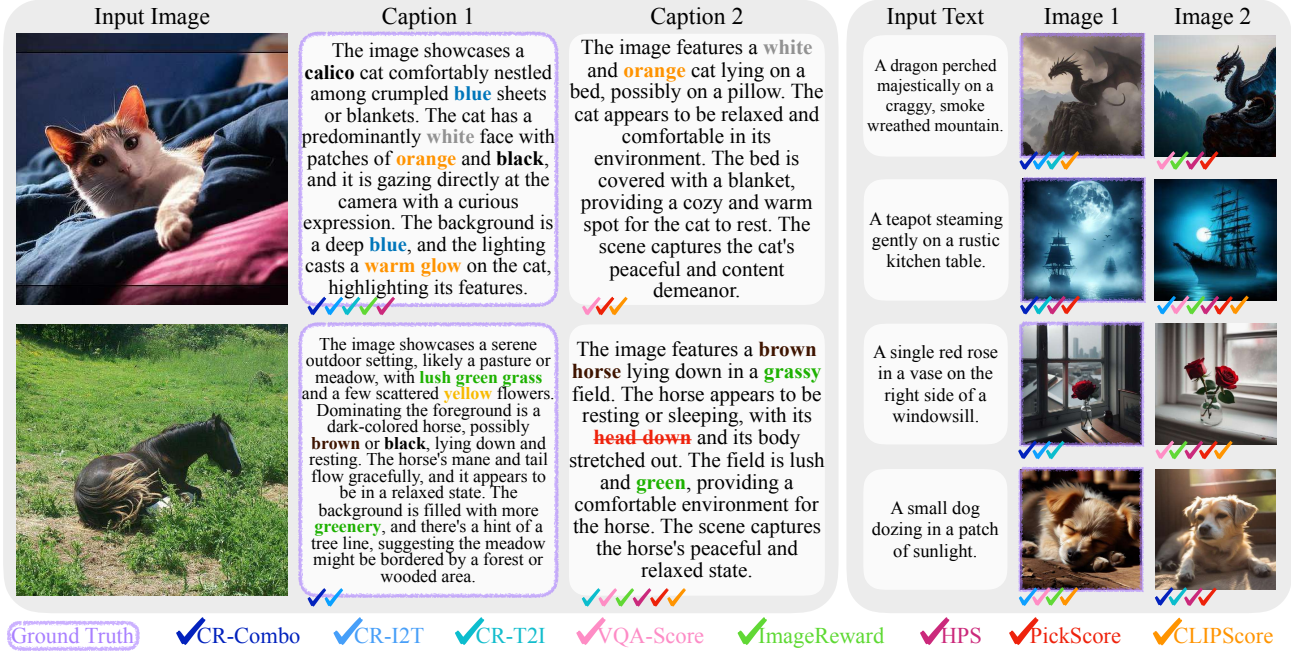 Input Image
Caption 1
Caption 2
The image showcases a
calico cat comfortably nestled
among crumpled blue sheets
or blankets. The cat has a
predominantly white face with
patches of orange and black,
and it is gazing directly at the
camera with a curious
expression. The background is
a deep blue, and the lighting
casts a warm glow on the cat,
highlighting its features.
The image features a white
and orange cat lying on a
bed, possibly on a pillow. The
cat appears to be relaxed and
comfortable in its
environment. The bed is
covered with a blanket,
providing a cozy and warm
spot for the cat to rest. The
scene captures the cat's
peaceful and content
demeanor.
The image showcases a serene
outdoor setting, likely a pasture or
meadow, with lush green grass
and a few scattered yellow flowers.
Dominating the foreground is a
dark-colored horse, possibly
brown or black, lying down and
resting. The horse's mane and tail
flow gracefully, and it appears to
be in a relaxed state. The
background is filled with more
greenery, and there's a hint of a
tree line, suggesting the meadow
might be bordered by a forest or
wooded area.
The image features a brown
horse lying down in a grassy
field. The horse appears to be
resting or sleeping, with its
head down and its body
stretched out. The field is lush
and green, providing a
comfortable environment for
the horse. The scene captures
the horse's peaceful and
relaxed state.
Input Text
Image 1
Image 2
A dragon perched
majestically on a
craggy, smoke
wreathed mountain.
A teapot steaming
gently on a rustic
kitchen table.
A single red rose
in a vase on the
right side of a
windowsill.
A small dog
dozing in a patch
of sunlight.
Ground Truth
CR-Combo
CR-I2T
CR-T2I
VQA-Score
ImageReward
HPS
PickScore
CLIPScore